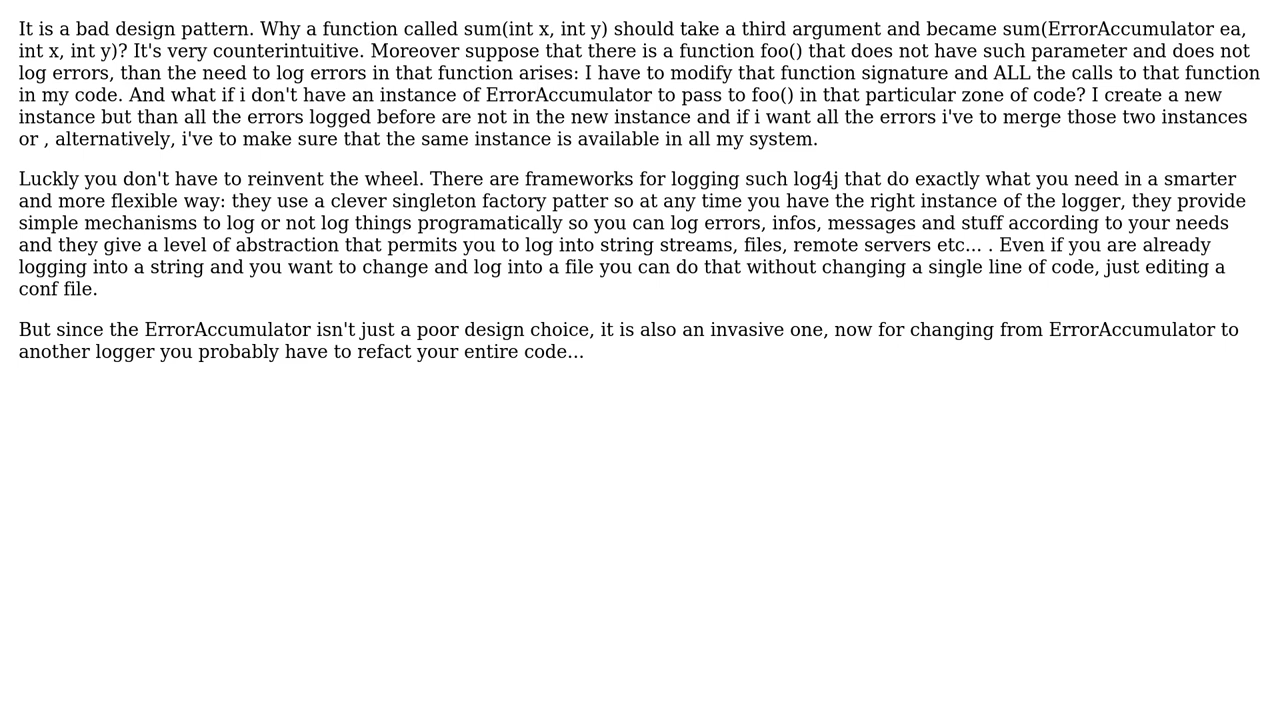 It is a bad design pattern. Why a function called sum(int x, int y) should take a third argument and became sum(ErrorAccumulator ea,
int x, int y)? It's very counterintuitive. Moreover suppose that there is a function foo() that does not have such parameter and does not
log errors, than the need to log errors in that function arises: I have to modify that function signature and ALL the calls to that function
in my code. And what if i don't have an instance of ErrorAccumulator to pass to foo() in that particular zone of code? I create a new
instance but than all the errors logged before are not in the new instance and if i want all the errors i've to merge those two instances
or , alternatively, i've to make sure that the same instance is available in all my system.
Luckly you don't have to reinvent the wheel. There are frameworks for logging such log4j that do exactly what you need in a smarter
and more flexible way: they use a clever singleton factory patter so at any time you have the right instance of the logger, they provide
simple mechanisms to log or not log things programatically so you can log errors, infos, messages and stuff according to your needs
and they give a level of abstraction that permits you to log into string streams, files, remote servers etc... . Even if you are already
logging into a string and you want to change and log into a file you can do that without changing a single line of code, just editing a
conf file.
But since the ErrorAccumulator isn't just a poor design choice, it is also an invasive one, now for changing from ErrorAccumulator to
another logger you probably have to refact your entire code...